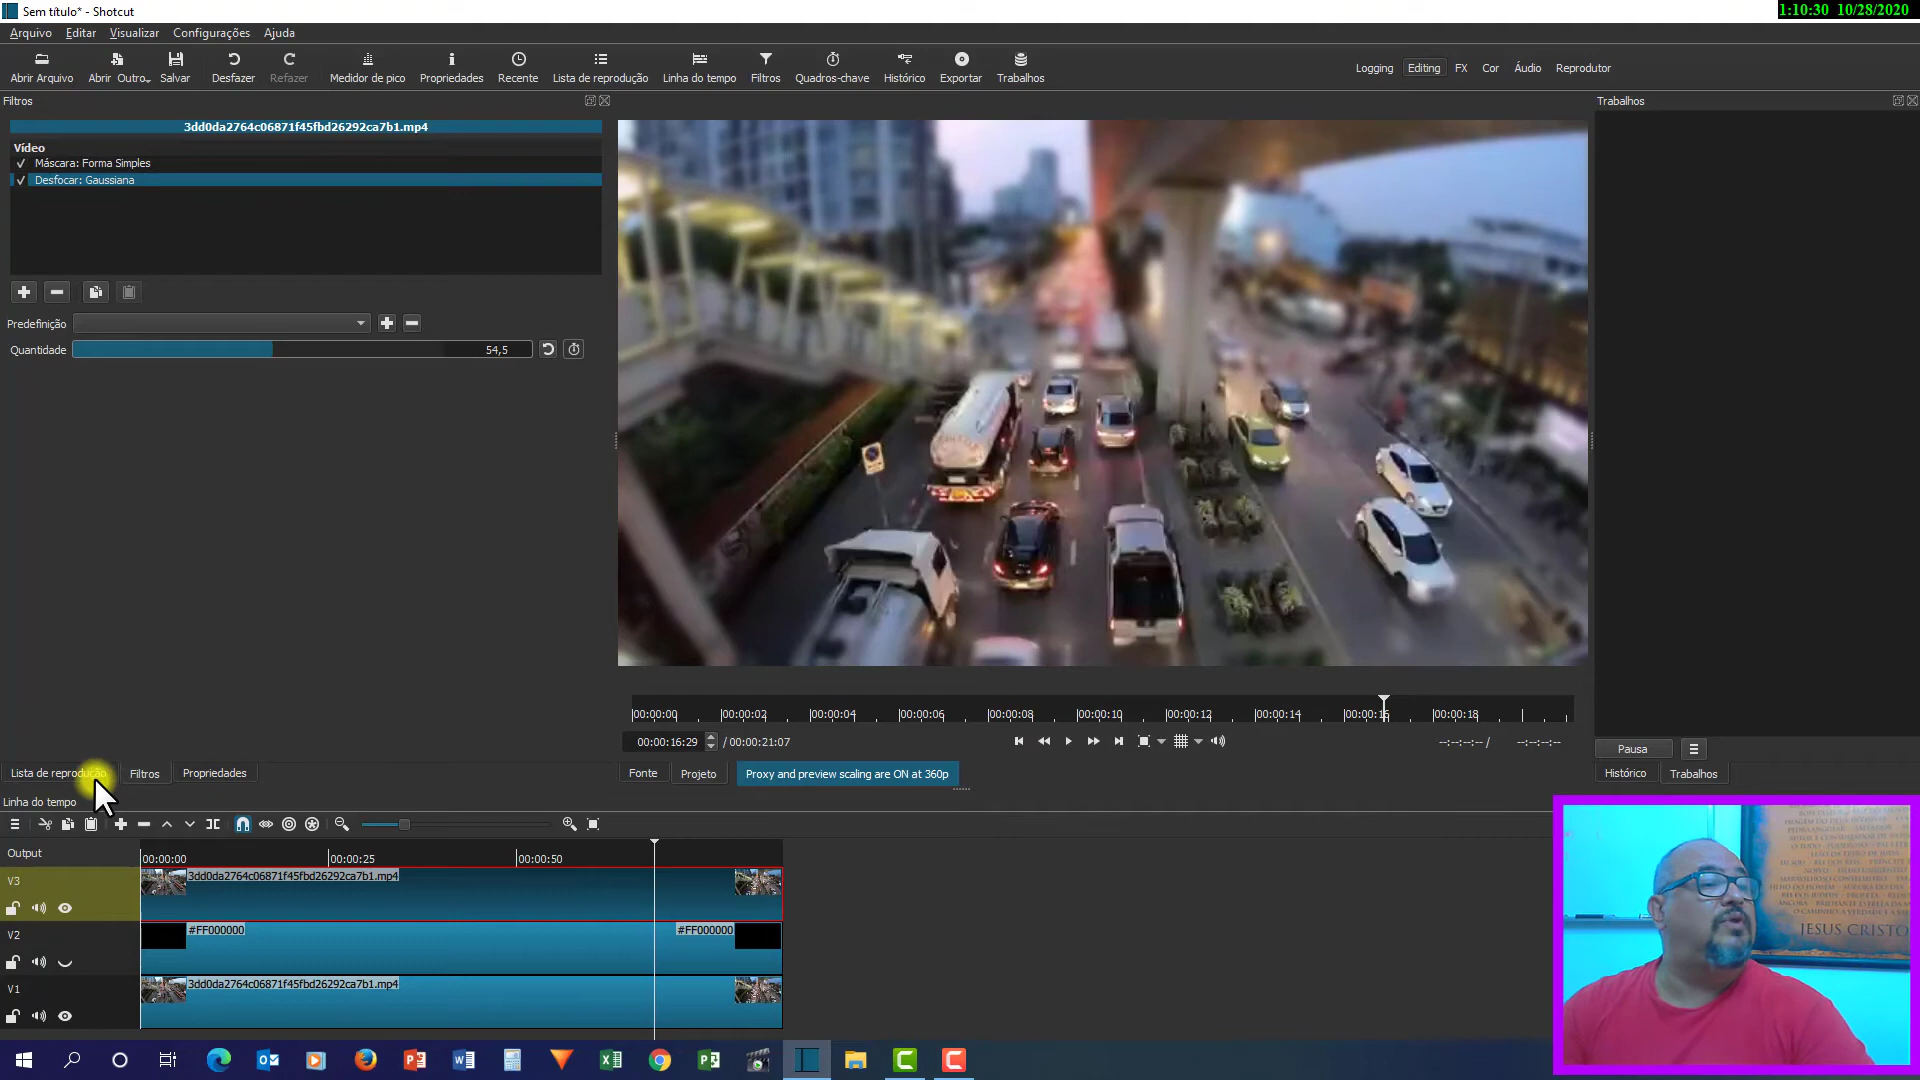 Sem título* - Shotcut
1:10:30 10/28/2020
Arquivo Editar Visualizar Configurações Ajuda
Abrir Arquivo Abrir Outro Salvar Desfazer Refazer Medidor de pico Propriedades Recente Lista de reprodução Linha do tempo Filtros Quadros-chave Histórico Exportar Trabalhos
Logging Editing FX Cor Áudio Reprodutor
Filtros
Trabalhos
3dd0da2764c06871f45fbd26292ca7b1.mp4
Vídeo
Máscara: Forma Simples
Desfocar: Gaussiana
Predefinição
Quantidade 54,5
00:00:00 00:00:02 00:00:04 00:00:06 00:00:08 00:00:10 00:00:12 00:00:14 00:00:16 00:00:18
00:00:16:29 / 00:00:21:07
--:--:--:-- / --:--:--:--
Pausa
Lista de reprodução Filtros Propriedades
Fonte Projeto Proxy and preview scaling are ON at 360p
Histórico Trabalhos
Linha do tempo
Output
00:00:00 00:00:25 00:00:50
V3
3dd0da2764c06871f45fbd26292ca7b1.mp4
V2
#FF000000 #FF000000
V1
3dd0da2764c06871f45fbd26292ca7b1.mp4
JESUS CRISTO